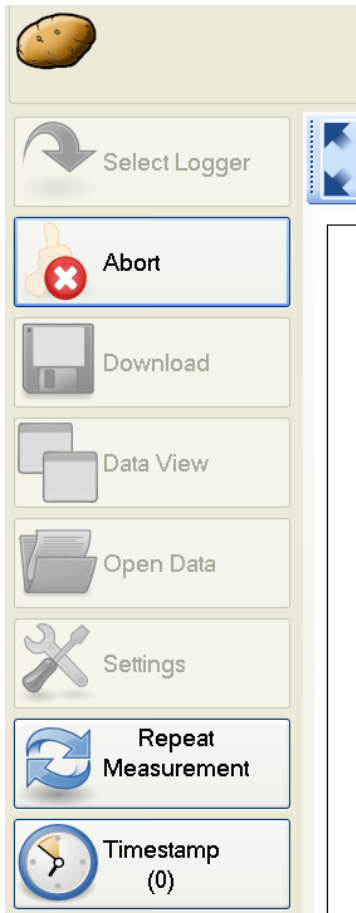 Select Logger
Abort
Download
Data View
Open Data
Settings
Repeat
Measurement
Timestamp
(0)